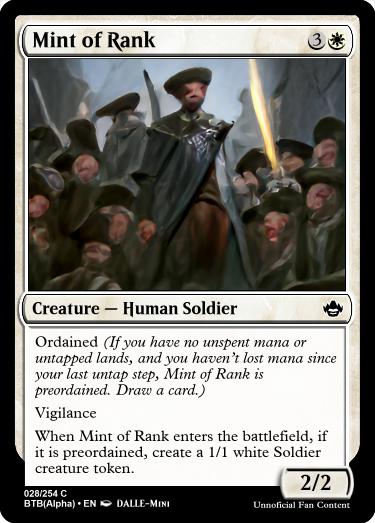 Mint of Rank 3
Creature — Human Soldier
Ordained (If you have no unspent mana or
untapped lands, and you haven't lost mana since
your last untap step, Mint of Rank is
preordained. Draw a card.)
Vigilance
When Mint of Rank enters the battlefield, if
it is preordained, create a 1/1 white Soldier
creature token.
2/2
028/254 C
BTB(Alpha) • EN DALLE-Mini
Unofficial Fan Content